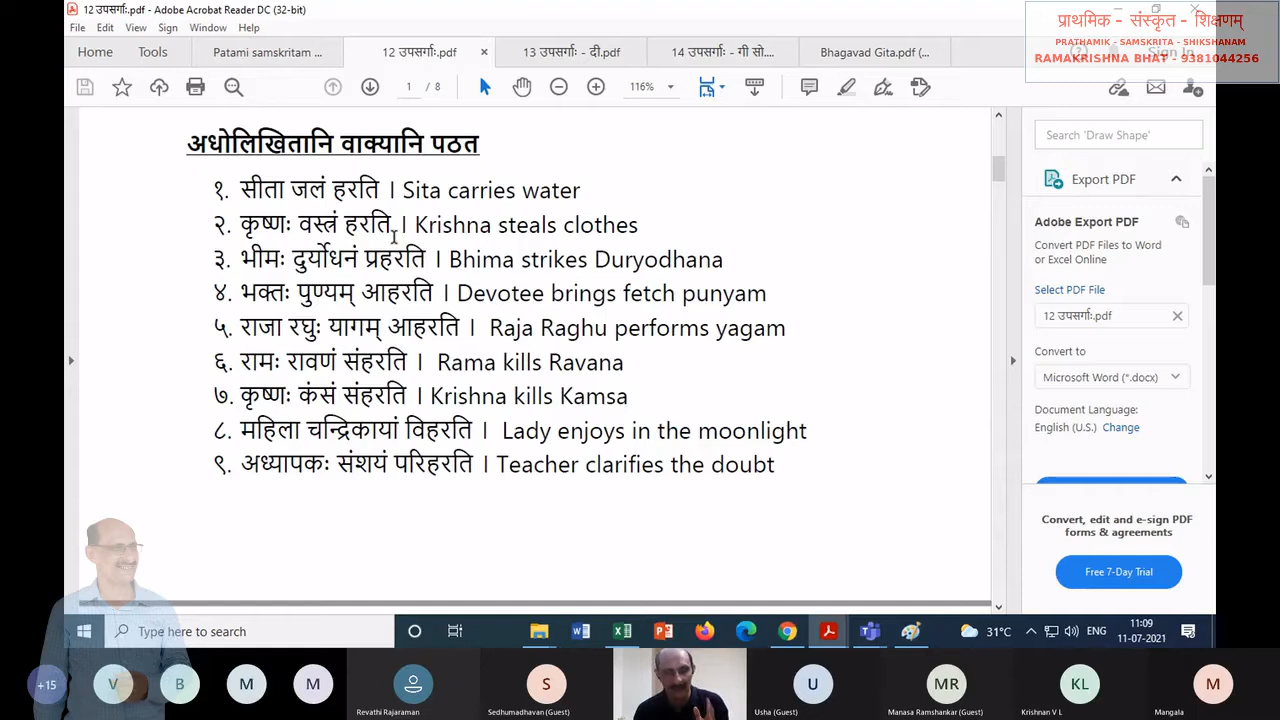 12 उपसर्गाः.pdf - Adobe Acrobat Reader DC (32-bit)
File Edit View Sign Window Help
प्राथमिक - संस्कृत - शिक्षणम्
PRATHAMIK - SAMSKRITA - SHIKSHANAM
RAMAKRISHNA BHAT - 9381044256
Home Tools Patami samskritam ... 12 उपसर्गाः.pdf × 13 उपसर्गाः - दी.pdf 14 उपसर्गाः - गी सो.... Bhagavad Gita.pdf (... Sign In
1 / 8 116%
अधोलिखितानि वाक्यानि पठत
१. सीता जलं हरति । Sita carries water
२. कृष्णः वस्त्रं हरति । Krishna steals clothes
३. भीमः दुर्योधनं प्रहरति । Bhima strikes Duryodhana
४. भक्तः पुण्यम् आहरति । Devotee brings fetch punyam
५. राजा रघुः यागम् आहरति । Raja Raghu performs yagam
६. रामः रावणं संहरति । Rama kills Ravana
७. कृष्णः कंसं संहरति । Krishna kills Kamsa
८. महिला चन्द्रिकायां विहरति । Lady enjoys in the moonlight
९. अध्यापकः संशयं परिहरति । Teacher clarifies the doubt
Search 'Draw Shape'
Export PDF
Adobe Export PDF
Convert PDF Files to Word
or Excel Online
Select PDF File
12 उपसर्गाः.pdf ×
Convert to
Microsoft Word (*.docx)
Document Language:
English (U.S.) Change
Convert, edit and e-sign PDF
forms & agreements
Free 7-Day Trial
Type here to search
31°C ENG
11:09
11-07-2021
+15 V B M M S U MR KL M
Revathi Rajaraman Sedhumadhavan (Guest) Usha (Guest) Manasa Ramshankar (Guest) Krishnan V L Mangala